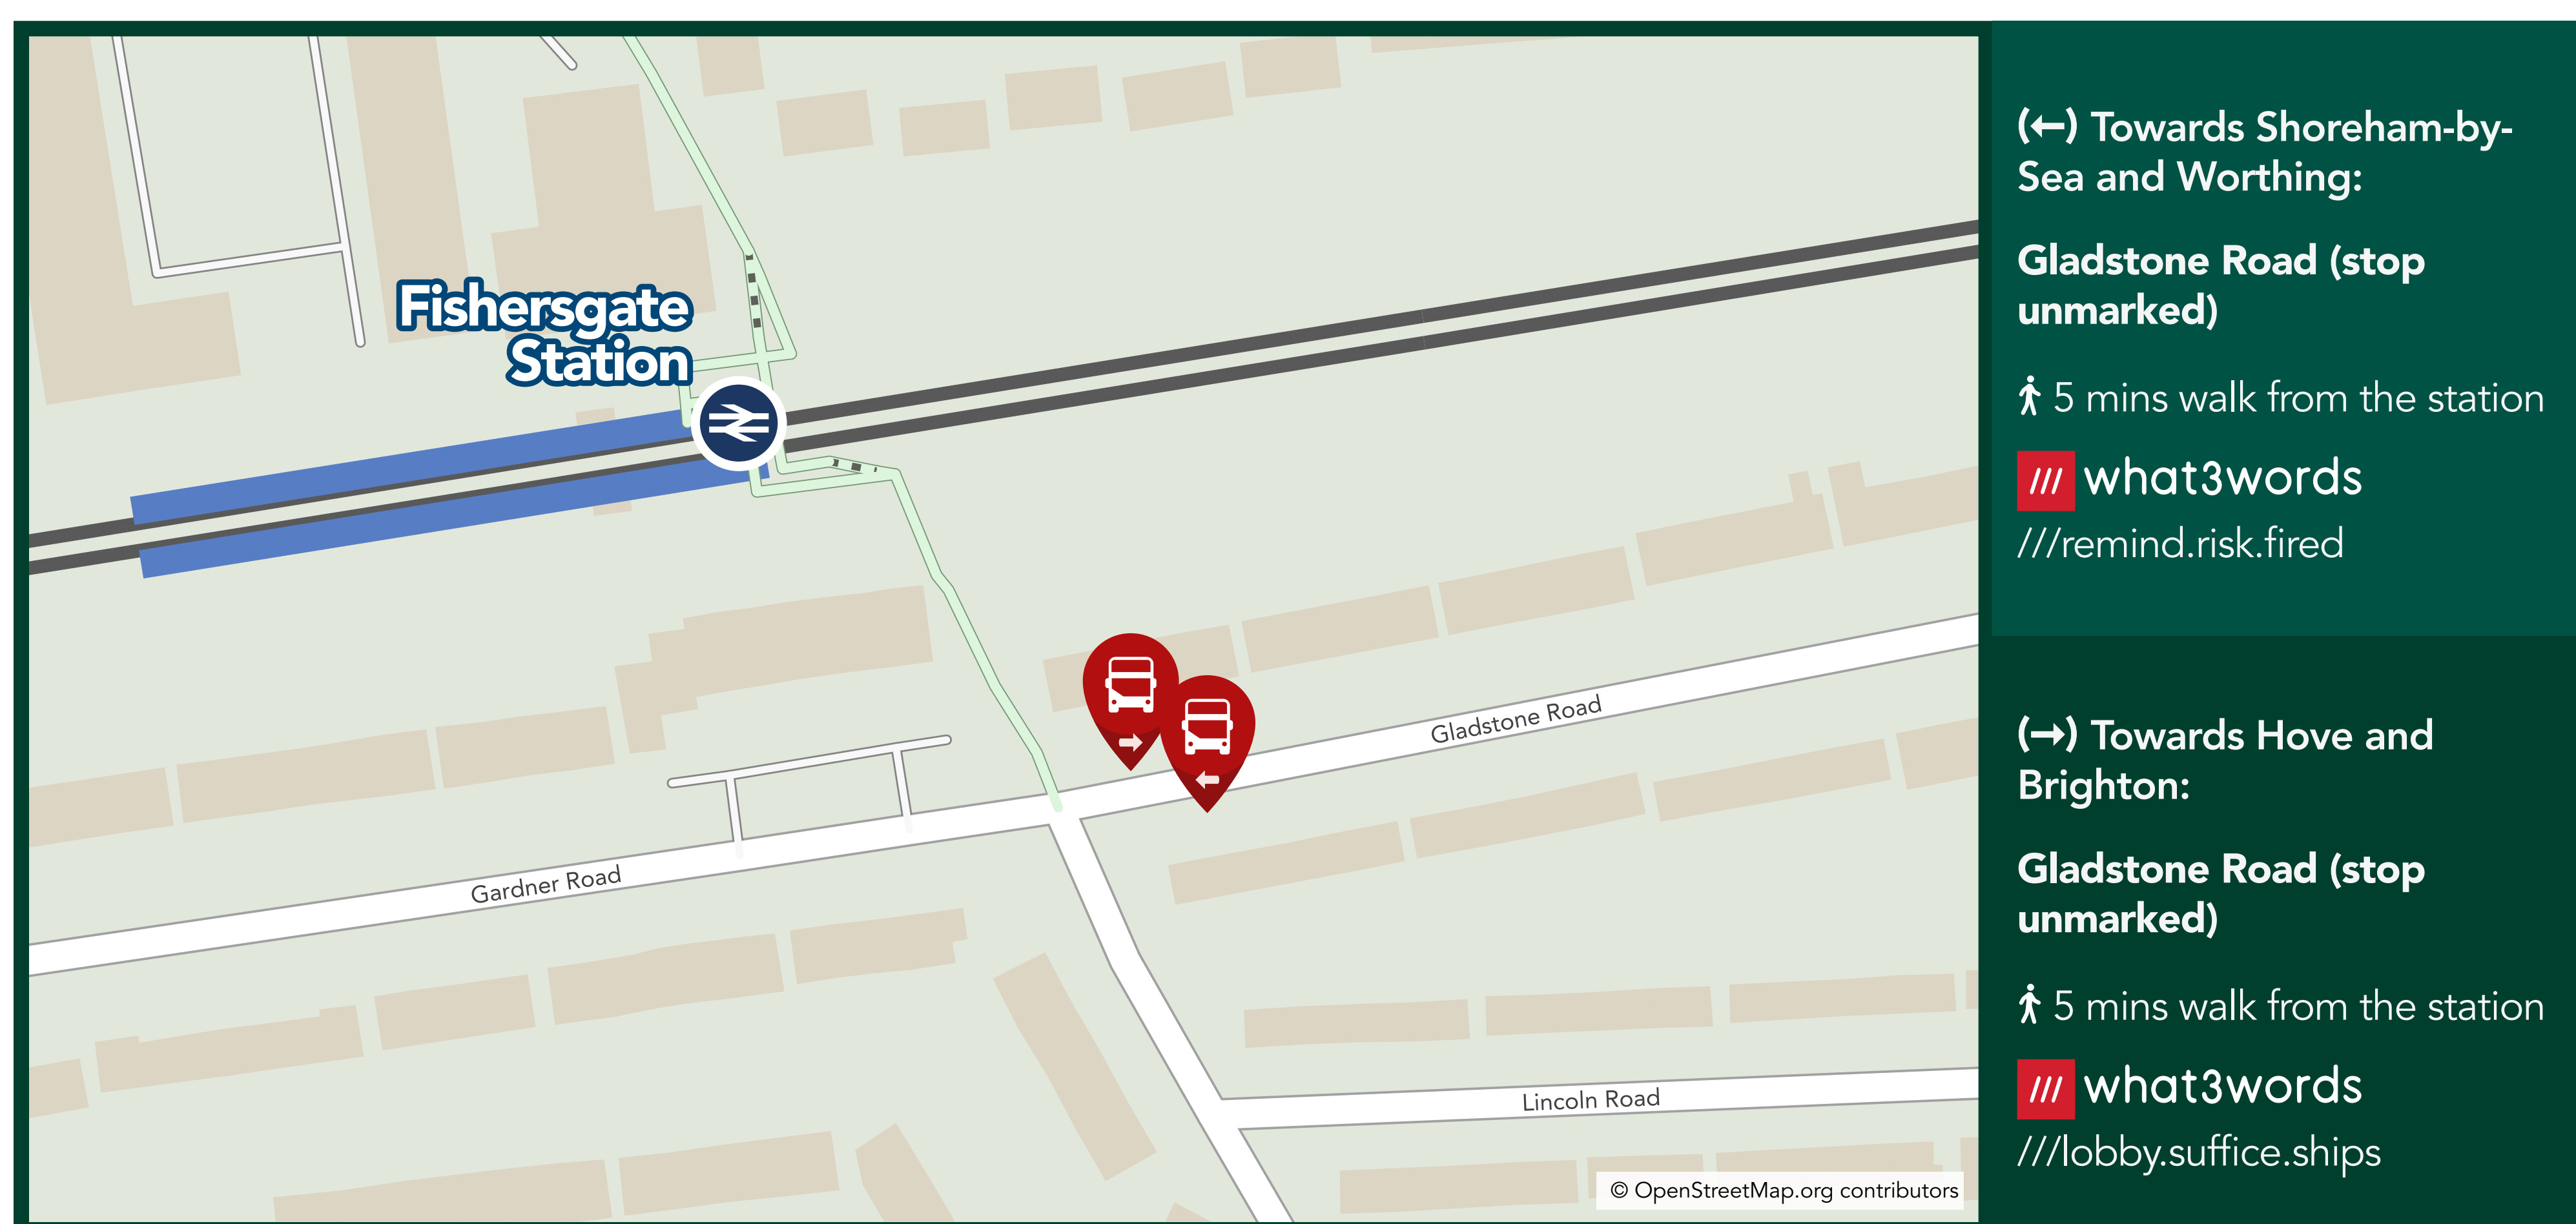 Fishersgate
Station
Gladstone Road
Gardner Road
Lincoln Road
© OpenStreetMap.org contributors
(←) Towards Shoreham-by-
Sea and Worthing:
Gladstone Road (stop
unmarked)
5 mins walk from the station
/// what3words
///remind.risk.fired
(→) Towards Hove and
Brighton:
Gladstone Road (stop
unmarked)
5 mins walk from the station
/// what3words
///lobby.suffice.ships